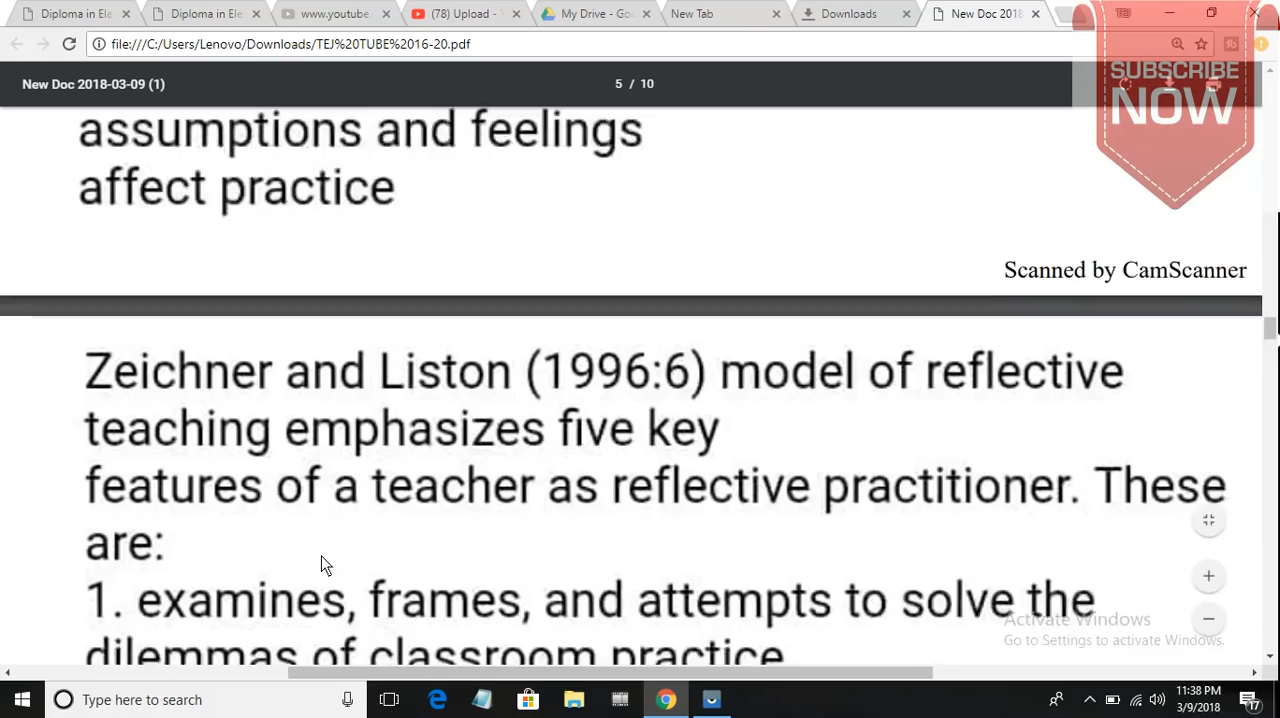 Diploma in Ele
Diploma in Ele
www.youtube.
(78) Upload - Y
My Drive - Goo
New Tab
Downloads
New Doc 2018
file:///C:/Users/Lenovo/Downloads/TEJ%20TUBE%2016-20.pdf
New Doc 2018-03-09 (1)
5 / 10
SUBSCRIBE
NOW
assumptions and feelings
affect practice
Scanned by CamScanner
Zeichner and Liston (1996:6) model of reflective
teaching emphasizes five key
features of a teacher as reflective practitioner. These
are:
1. examines, frames, and attempts to solve the
dilemmas of classroom practice
Activate Windows
Go to Settings to activate Windows.
Type here to search
11:38 PM
3/9/2018
17